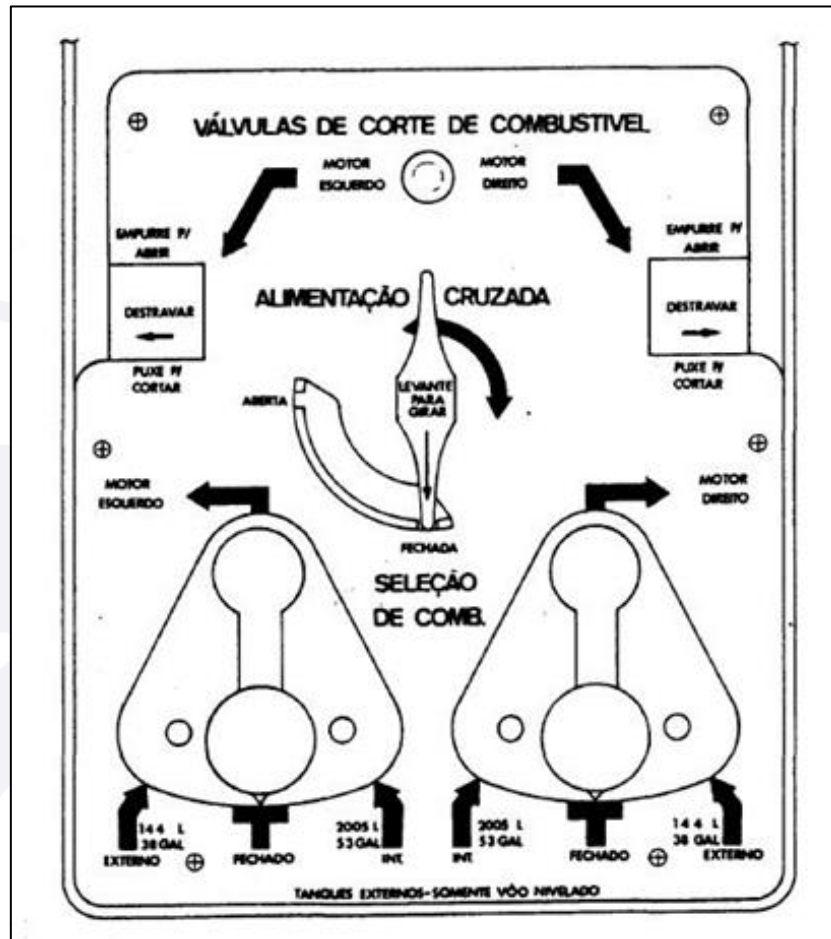 VÁLVULAS DE CORTE DE COMBUSTIVEL
MOTOR
ESQUERDO
MOTOR
DIREITO
EMPURRE P/
ABRIR
DESTRAVAR
PUXE P/
CORTAR
EMPURRE P/
ABRIR
DESTRAVAR
PUXE P/
CORTAR
ALIMENTAÇÃO CRUZADA
LEVANTE
PARA
GIRAR
ABERTA
FECHADA
MOTOR
ESQUERDO
MOTOR
DIREITO
SELEÇÃO
DE COMB.
144 L
38 GAL
EXTERNO
FECHADO
2005 L
53 GAL
INT.
2005 L
53 GAL
INT.
FECHADO
144 L
38 GAL
EXTERNO
TANQUES EXTERNOS-SOMENTE VÔO NIVELADO